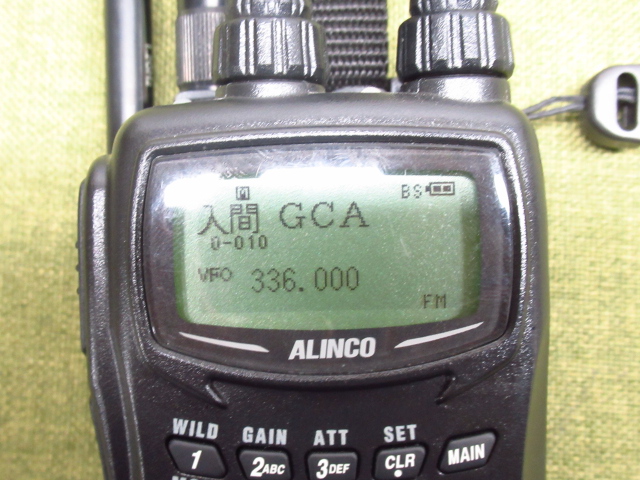 M
BS
入間 GCA
0-010
VFO 336.000
FM
ALINCO
WILD GAIN ATT SET
1 2ABC 3DEF CLR MAIN